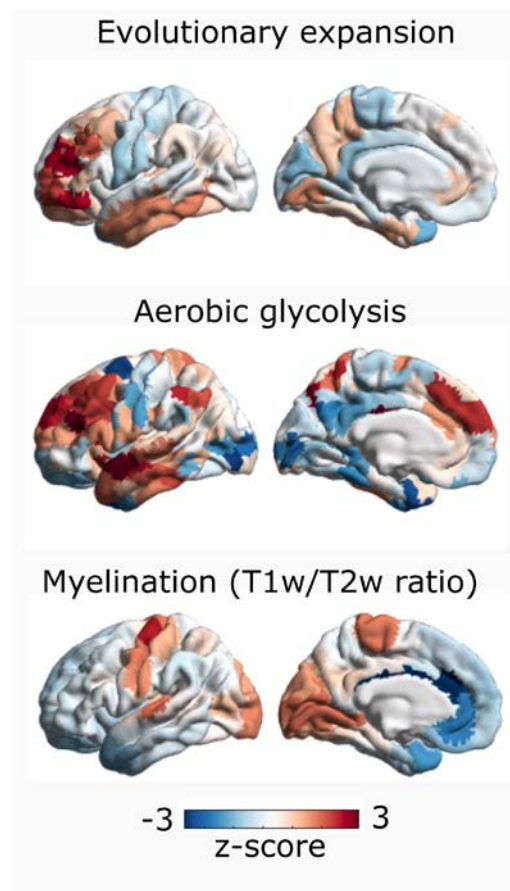 Evolutionary expansion
Aerobic glycolysis
Myelination (T1w/T2w ratio)
-3 3
z-score